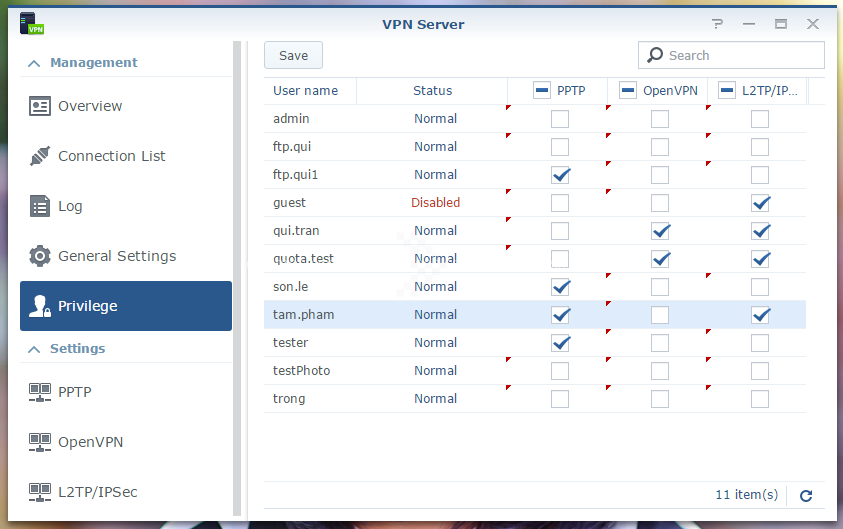 VPN Server
VPN
Management
Overview
Connection List
Log
General Settings
Privilege
Settings
PPTP
OpenVPN
L2TP/IPSec
Save
Search
User name Status PPTP OpenVPN L2TP/IP...
admin Normal
ftp.qui Normal
ftp.qui1 Normal
guest Disabled
qui.tran Normal
quota.test Normal
son.le Normal
tam.pham Normal
tester Normal
testPhoto Normal
trong Normal
11 item(s)